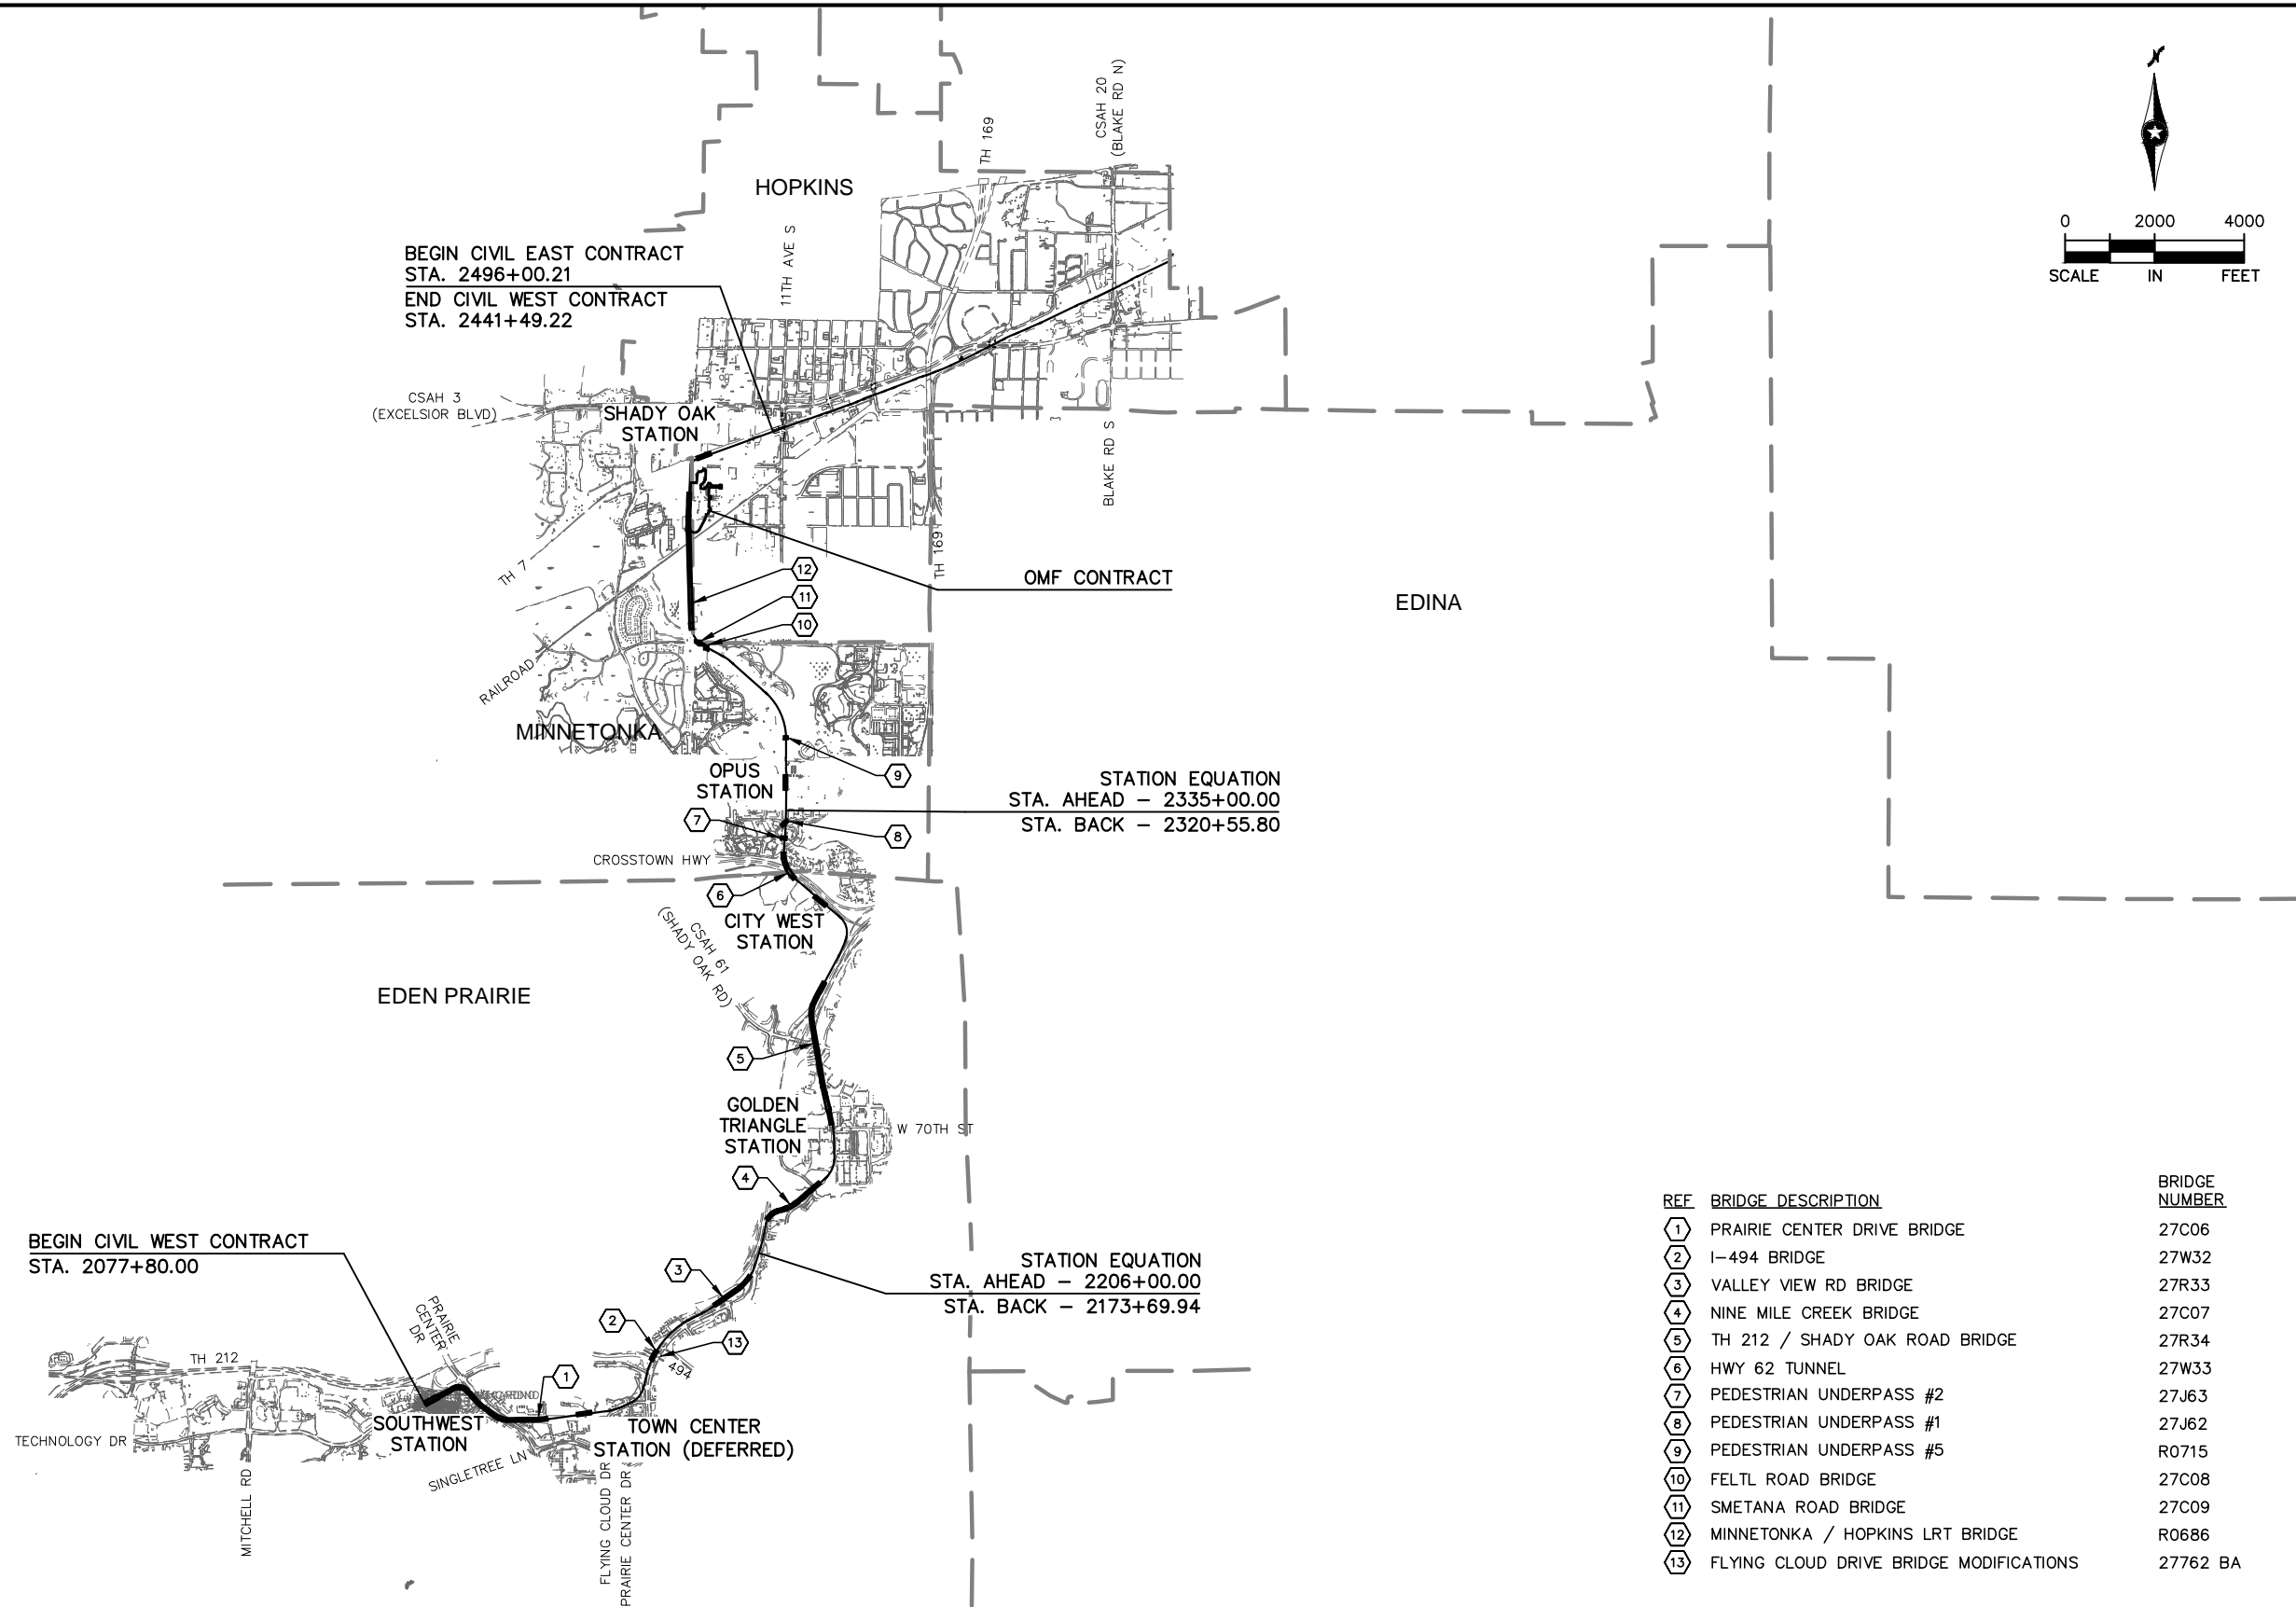 HOPKINS
TH 169
CSAH 20
(BLAKE RD N)
N
0 2000 4000
SCALE IN FEET
BEGIN CIVIL EAST CONTRACT
STA. 2496+00.21
END CIVIL WEST CONTRACT
STA. 2441+49.22
11TH AVE S
CSAH 3
(EXCELSIOR BLVD)
SHADY OAK
STATION
BLAKE RD S
TH 7
TH 169
12
11
10
OMF CONTRACT
EDINA
RAILROAD
MINNETONKA
OPUS
STATION
9
STATION EQUATION
STA. AHEAD – 2335+00.00
STA. BACK – 2320+55.80
7
8
CROSSTOWN HWY
6
CITY WEST
STATION
CSAH 61
(SHADY OAK RD)
EDEN PRAIRIE
5
GOLDEN
TRIANGLE
STATION
W 70TH ST
4
BEGIN CIVIL WEST CONTRACT
STA. 2077+80.00
3
STATION EQUATION
STA. AHEAD – 2206+00.00
STA. BACK – 2173+69.94
2
13
494
PRAIRIE
CENTER
DR
TH 212
1
SOUTHWEST
STATION
TOWN CENTER
STATION (DEFERRED)
TECHNOLOGY DR
SINGLETREE LN
MITCHELL RD
FLYING CLOUD DR
PRAIRIE CENTER DR
REF BRIDGE DESCRIPTION BRIDGE NUMBER
1 PRAIRIE CENTER DRIVE BRIDGE 27C06
2 I–494 BRIDGE 27W32
3 VALLEY VIEW RD BRIDGE 27R33
4 NINE MILE CREEK BRIDGE 27C07
5 TH 212 / SHADY OAK ROAD BRIDGE 27R34
6 HWY 62 TUNNEL 27W33
7 PEDESTRIAN UNDERPASS #2 27J63
8 PEDESTRIAN UNDERPASS #1 27J62
9 PEDESTRIAN UNDERPASS #5 R0715
10 FELTL ROAD BRIDGE 27C08
11 SMETANA ROAD BRIDGE 27C09
12 MINNETONKA / HOPKINS LRT BRIDGE R0686
13 FLYING CLOUD DRIVE BRIDGE MODIFICATIONS 27762 BA